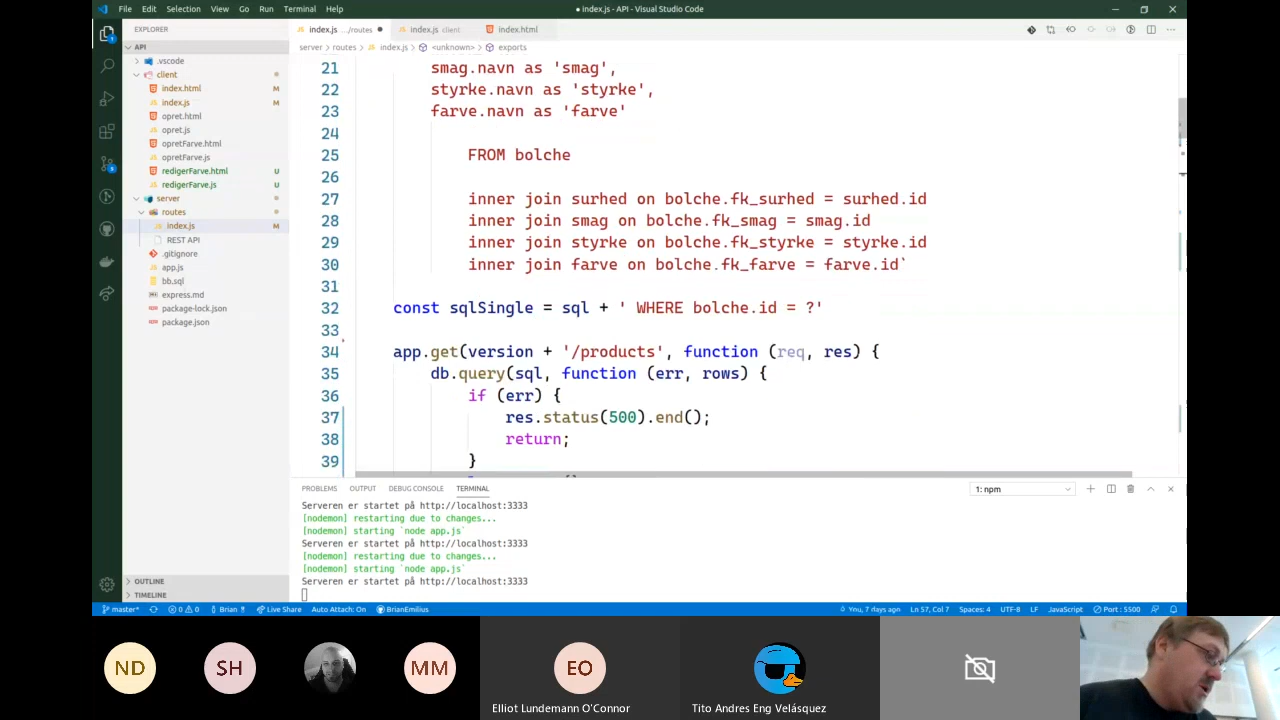 File Edit Selection View Go Run Terminal Help
● index.js - API - Visual Studio Code
EXPLORER
index.js .../routes ●
index.js client
index.html
server › routes › index.js › <unknown> › exports
API
.vscode
client
index.html M
index.js M
opret.html
opret.js
opretFarve.html
opretFarve.js
redigerFarve.html U
redigerFarve.js U
server
routes
index.js M
REST API
.gitignore
app.js
bb.sql
express.md
package-lock.json
package.json
OUTLINE
TIMELINE
21 smag.navn as 'smag',
22 styrke.navn as 'styrke',
23 farve.navn as 'farve'
24
25 FROM bolche
26
27 inner join surhed on bolche.fk_surhed = surhed.id
28 inner join smag on bolche.fk_smag = smag.id
29 inner join styrke on bolche.fk_styrke = styrke.id
30 inner join farve on bolche.fk_farve = farve.id`
31
32 const sqlSingle = sql + ' WHERE bolche.id = ?'
33
34 app.get(version + '/products', function (req, res) {
35 db.query(sql, function (err, rows) {
36 if (err) {
37 res.status(500).end();
38 return;
39 }
PROBLEMS OUTPUT DEBUG CONSOLE TERMINAL
1: npm
Serveren er startet på http://localhost:3333
[nodemon] restarting due to changes...
[nodemon] starting `node app.js`
Serveren er startet på http://localhost:3333
[nodemon] restarting due to changes...
[nodemon] starting `node app.js`
Serveren er startet på http://localhost:3333
master* 0 0 Brian Live Share Auto Attach: On BrianEmilius
You, 7 days ago Ln 57, Col 7 Spaces: 4 UTF-8 LF JavaScript Port : 5500
ND
SH
MM
EO
Elliot Lundemann O'Connor
Tito Andres Eng Velásquez